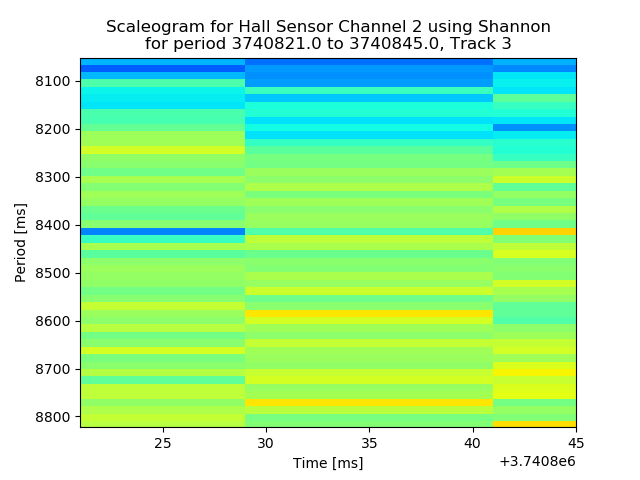 Scaleogram for Hall Sensor Channel 2 using Shannon
for period 3740821.0 to 3740845.0, Track 3
8100
8200
8300
8400
8500
8600
8700
8800
Period [ms]
25 30 35 40 45
Time [ms]
+3.7408e6